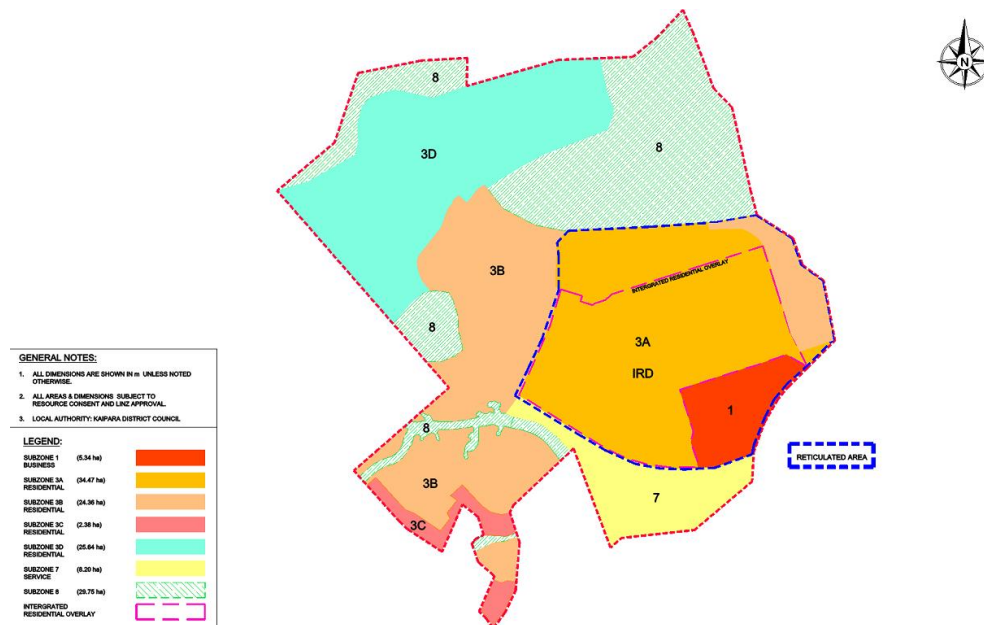 N
8
3D
8
3B
INTERGRATED RESIDENTIAL OVERLAY
8
3A
IRD
1
8
RETICULATED AREA
3B
7
3C
GENERAL NOTES:
1. ALL DIMENSIONS ARE SHOWN IN m UNLESS NOTED
OTHERWISE.
2. ALL AREAS & DIMENSIONS SUBJECT TO
RESOURCE CONSENT AND LINZ APPROVAL.
3. LOCAL AUTHORITY: KAIPARA DISTRICT COUNCIL
LEGEND:
SUBZONE 1 (5.34 ha)
BUSINESS
SUBZONE 3A (34.47 ha)
RESIDENTIAL
SUBZONE 3B (24.36 ha)
RESIDENTIAL
SUBZONE 3C (2.38 ha)
RESIDENTIAL
SUBZONE 3D (25.64 ha)
RESIDENTIAL
SUBZONE 7 (8.20 ha)
SERVICE
SUBZONE 8 (29.75 ha)
INTERGRATED
RESIDENTIAL OVERLAY